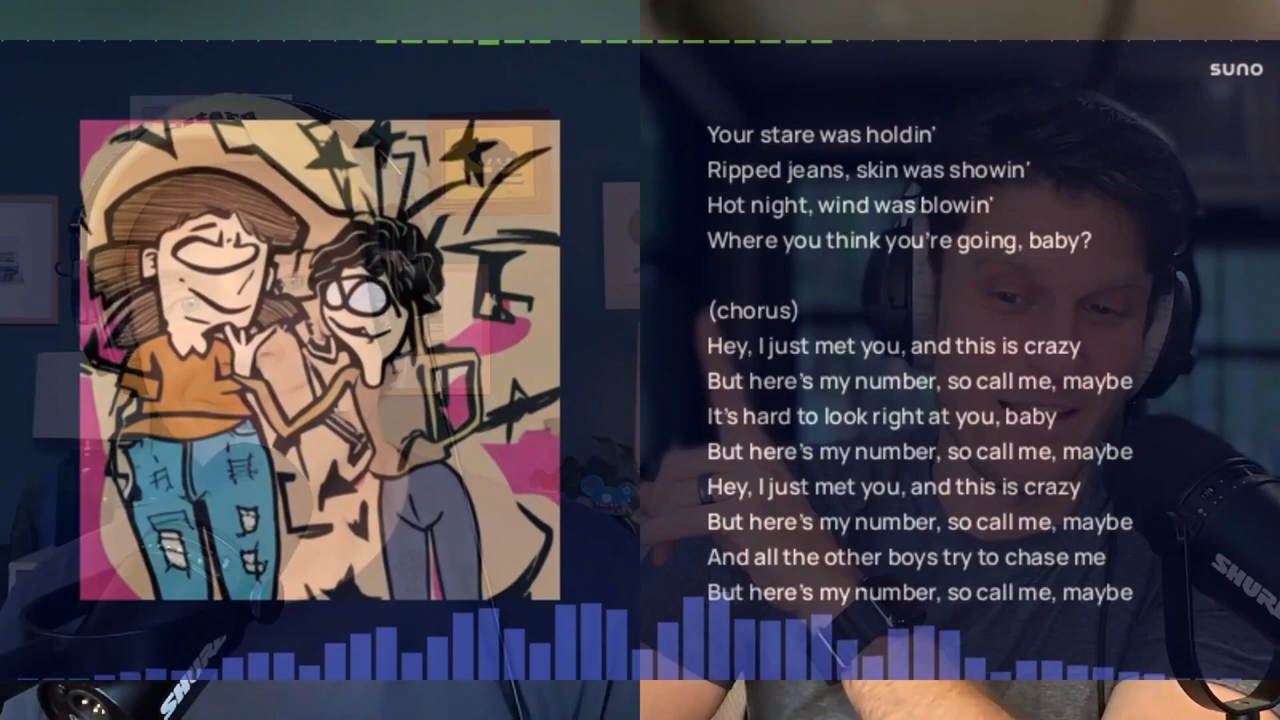 suno
Your stare was holdin'
Ripped jeans, skin was showin'
Hot night, wind was blowin'
Where you think you're going, baby?
(chorus)
Hey, I just met you, and this is crazy
But here's my number, so call me, maybe
It's hard to look right at you, baby
But here's my number, so call me, maybe
Hey, I just met you, and this is crazy
But here's my number, so call me, maybe
And all the other boys try to chase me
But here's my number, so call me, maybe
SHURE
SHURE